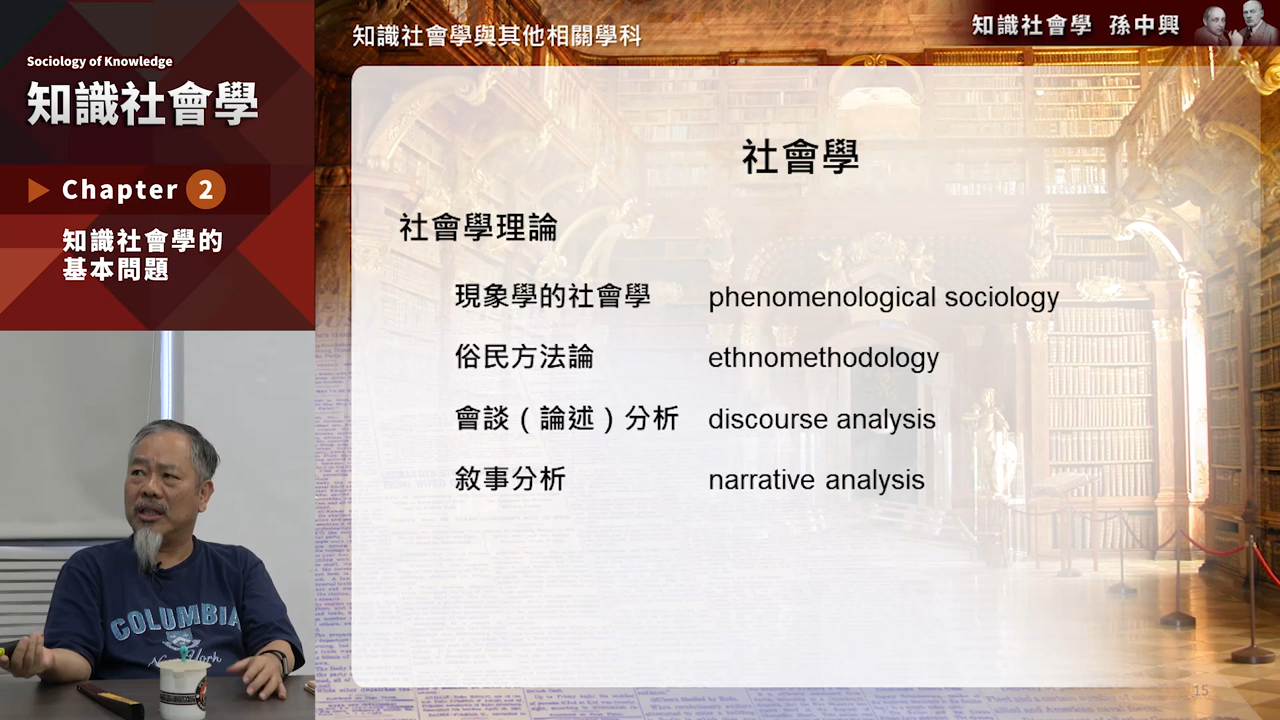 Sociology of Knowledge
知識社會學
Chapter 2
知識社會學的
基本問題
知識社會學與其他相關學科
知識社會學 孫中興
社會學
社會學理論
現象學的社會學 phenomenological sociology
俗民方法論 ethnomethodology
會談（論述）分析 discourse analysis
敘事分析 narrative analysis
COLUMBIA
New York
15